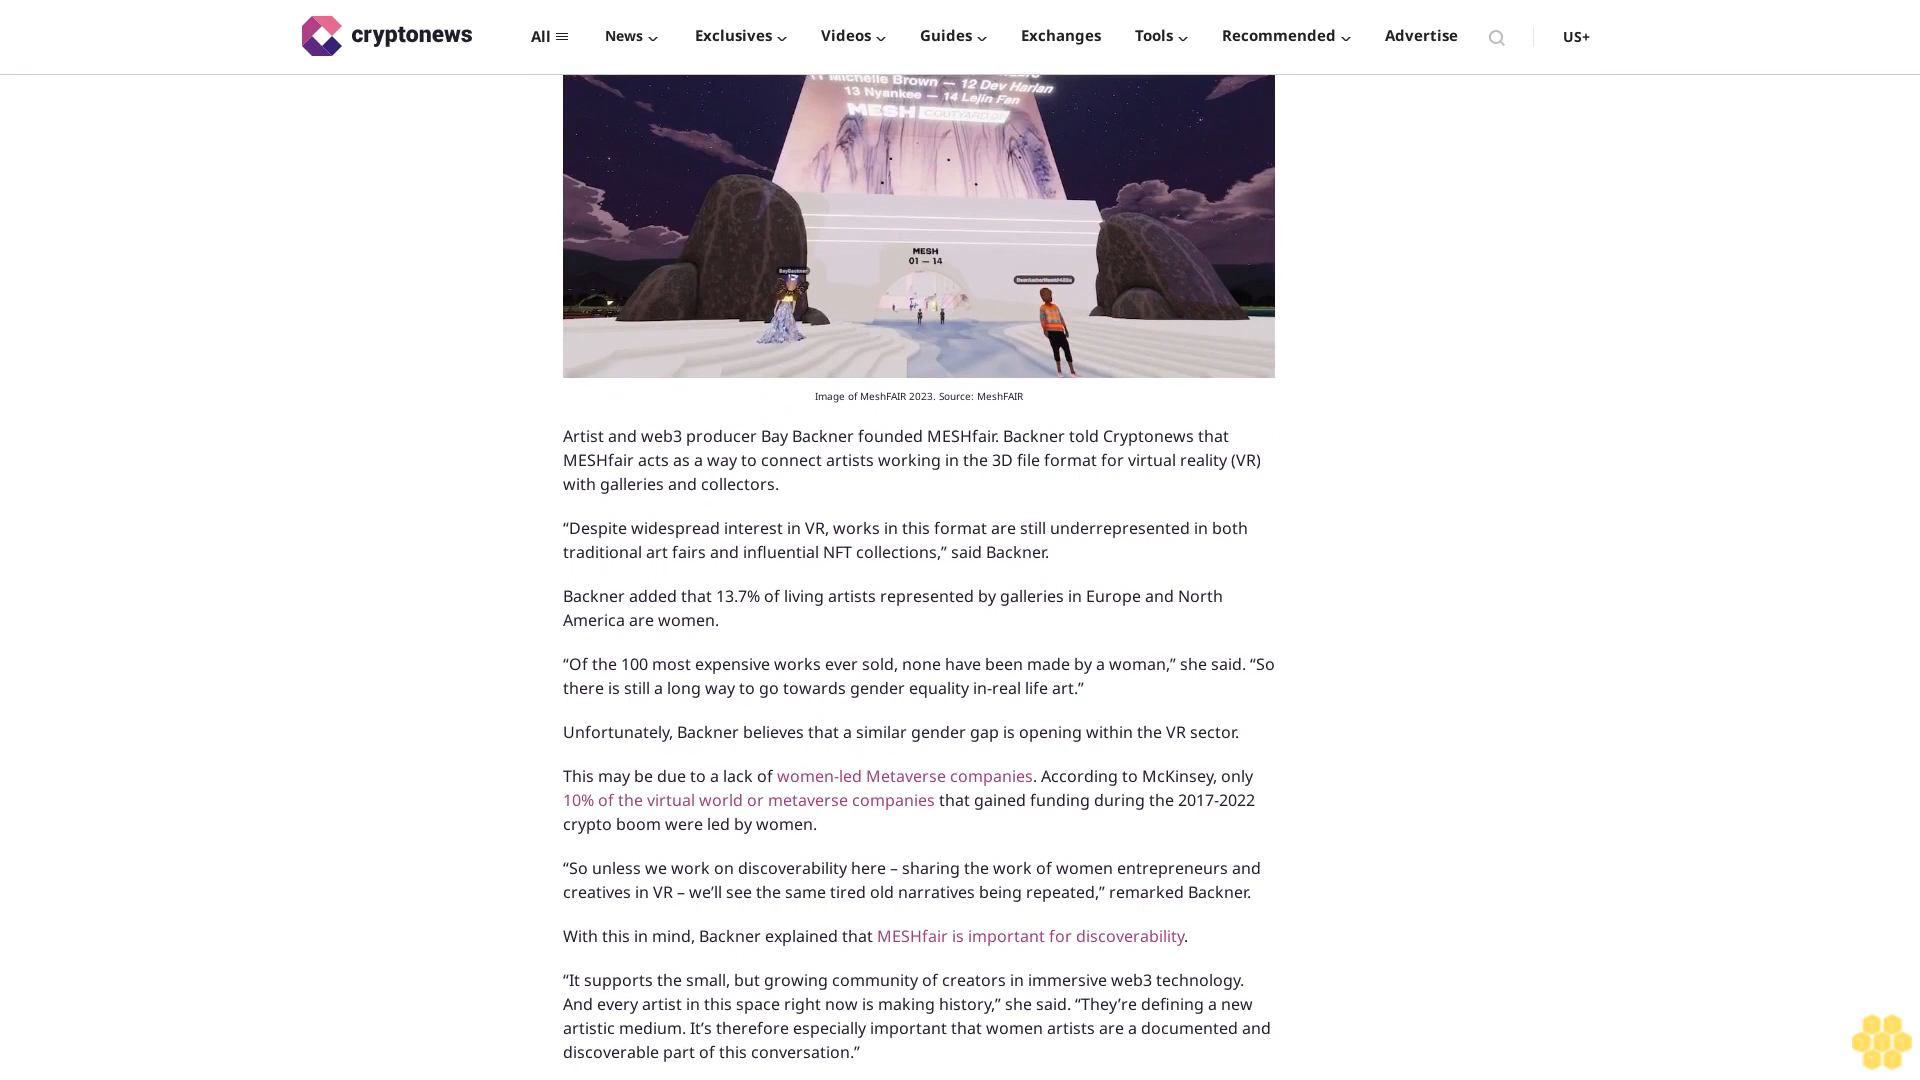 cryptonews
All
News
Exclusives
Videos
Guides
Exchanges
Tools
Recommended
Advertise
US+
11 Michelle Brown — 12 Dev Harlan
13 Nyankee — 14 Lejin Fan
MESH
MESH
01 — 14
BayBackner
Image of MeshFAIR 2023. Source: MeshFAIR
Artist and web3 producer Bay Backner founded MESHfair. Backner told Cryptonews that
MESHfair acts as a way to connect artists working in the 3D file format for virtual reality (VR)
with galleries and collectors.
“Despite widespread interest in VR, works in this format are still underrepresented in both
traditional art fairs and influential NFT collections,” said Backner.
Backner added that 13.7% of living artists represented by galleries in Europe and North
America are women.
“Of the 100 most expensive works ever sold, none have been made by a woman,” she said. “So
there is still a long way to go towards gender equality in-real life art.”
Unfortunately, Backner believes that a similar gender gap is opening within the VR sector.
This may be due to a lack of women-led Metaverse companies. According to McKinsey, only
10% of the virtual world or metaverse companies that gained funding during the 2017-2022
crypto boom were led by women.
“So unless we work on discoverability here – sharing the work of women entrepreneurs and
creatives in VR – we’ll see the same tired old narratives being repeated,” remarked Backner.
With this in mind, Backner explained that MESHfair is important for discoverability.
“It supports the small, but growing community of creators in immersive web3 technology.
And every artist in this space right now is making history,” she said. “They’re defining a new
artistic medium. It’s therefore especially important that women artists are a documented and
discoverable part of this conversation.”